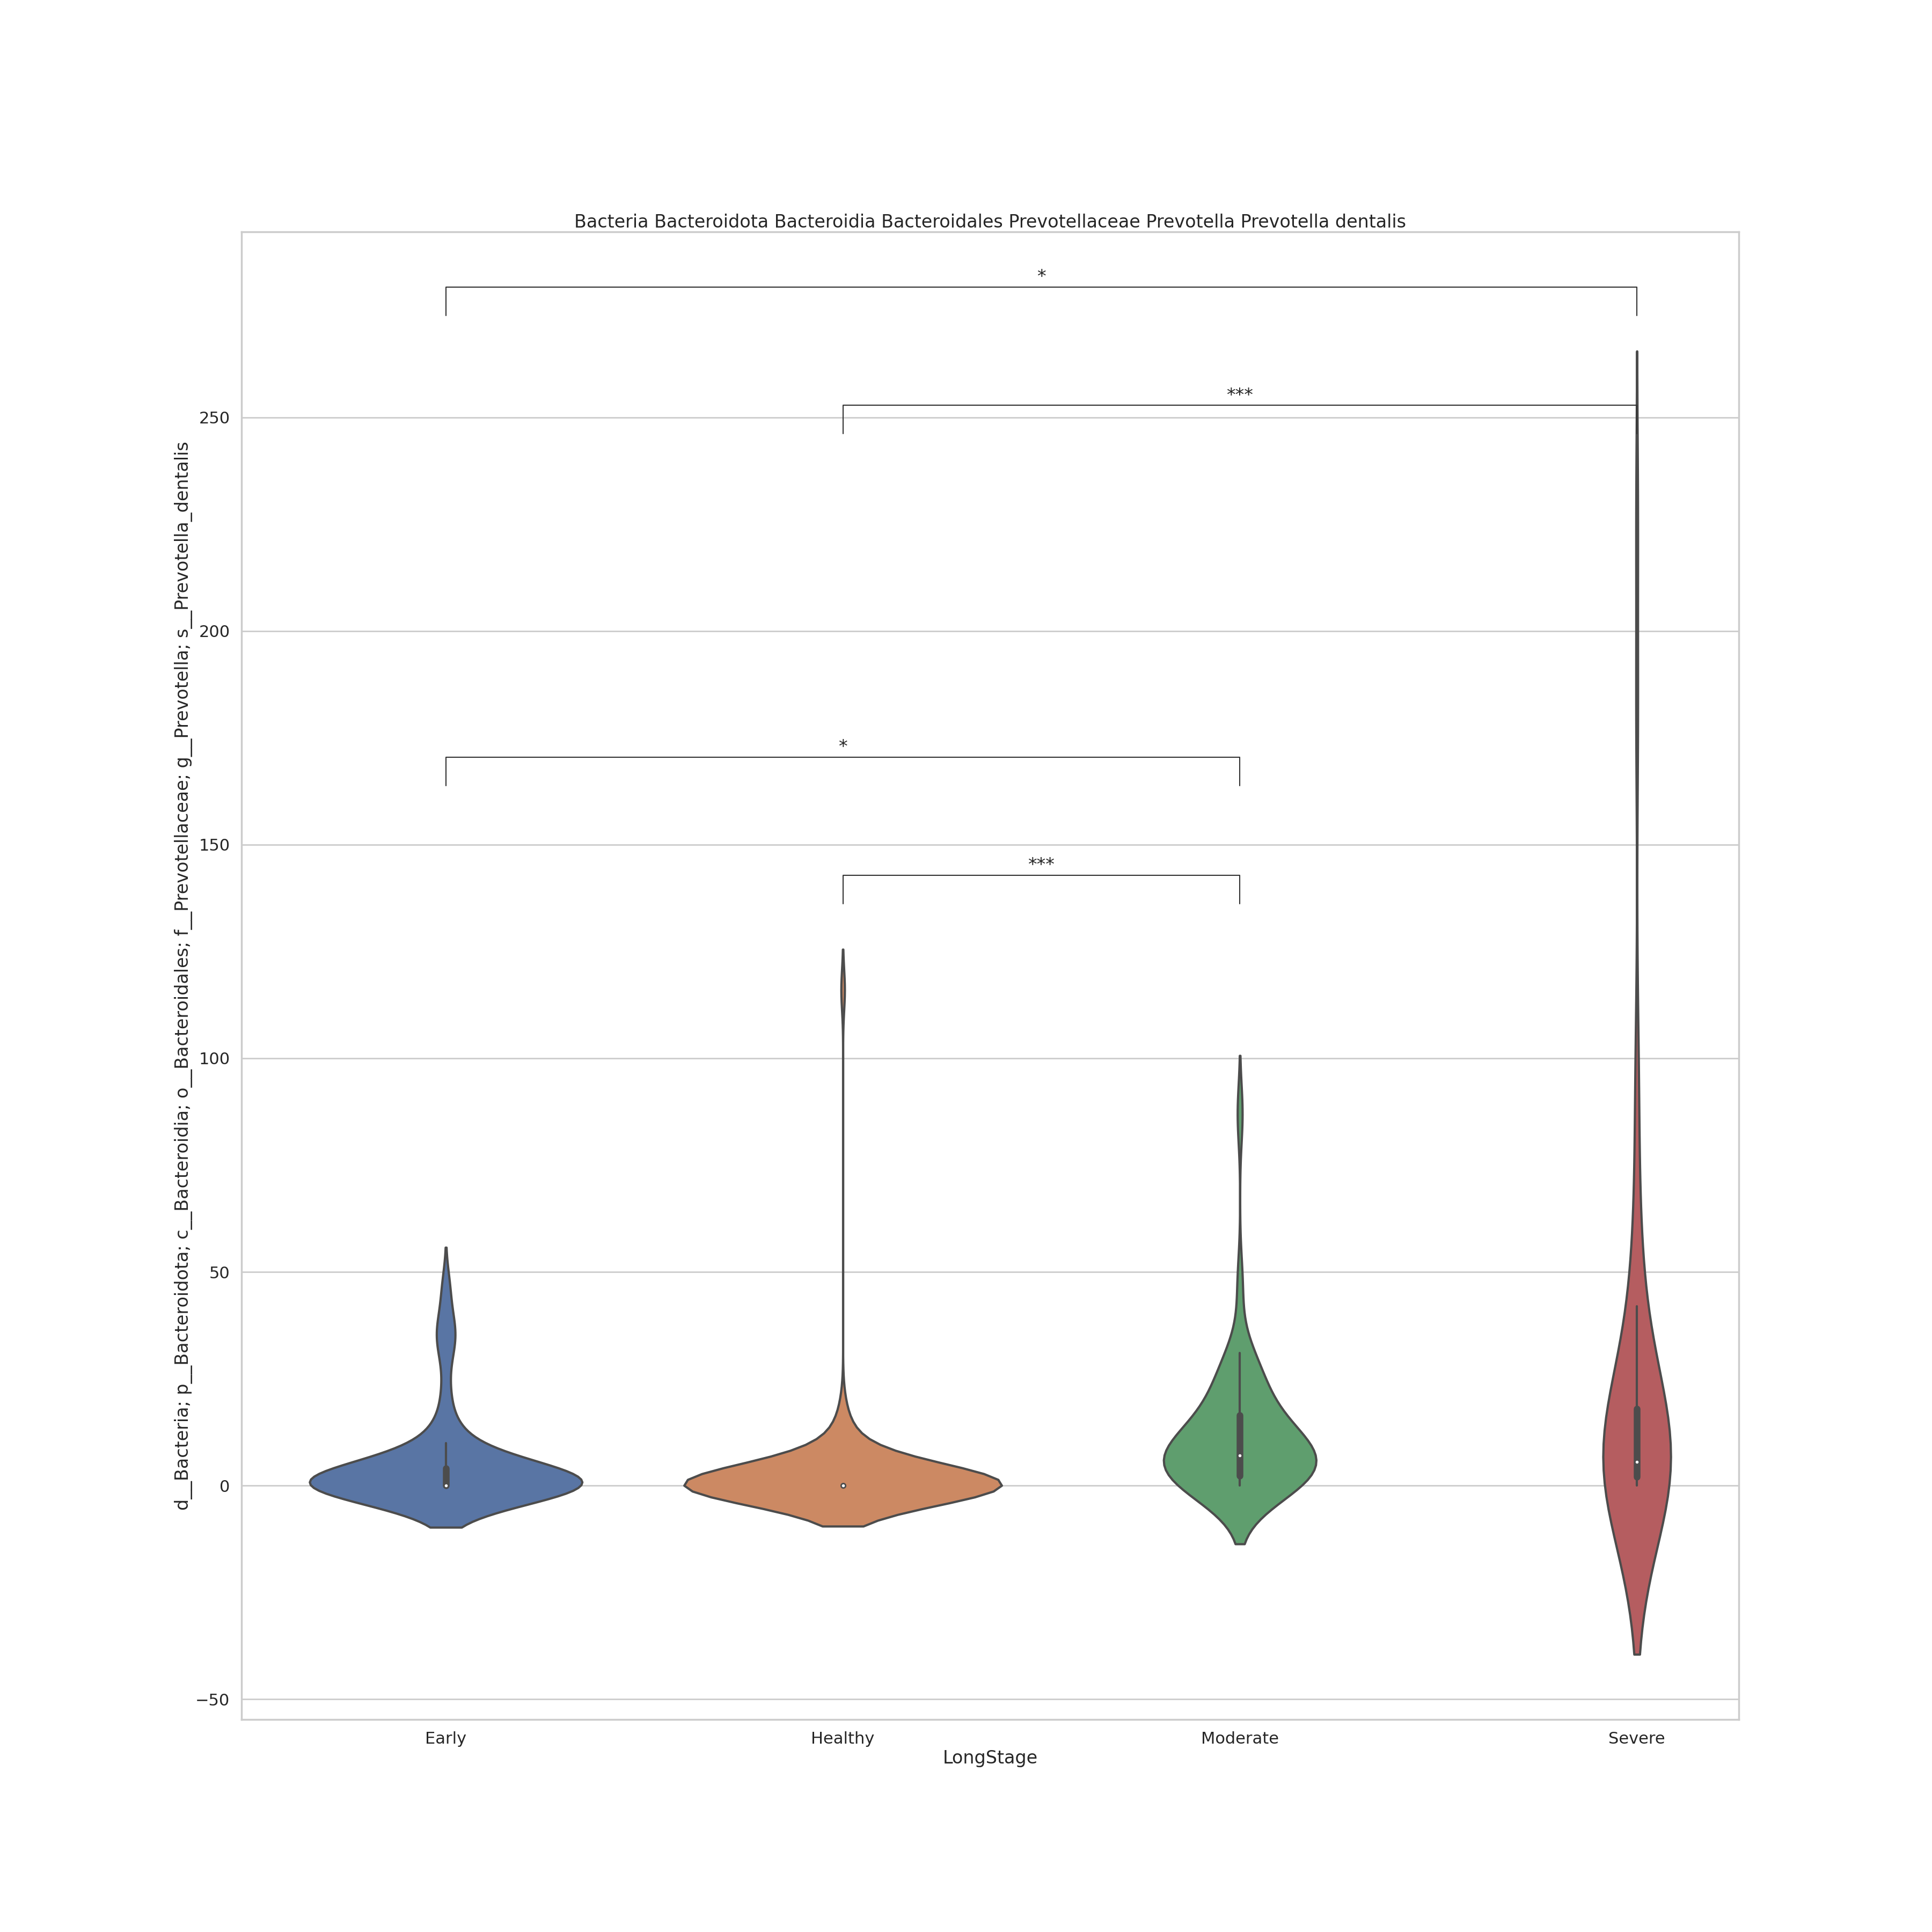 Bacteria Bacteroidota Bacteroidia Bacteroidales Prevotellaceae Prevotella Prevotella dentalis
*
***
*
***
d__Bacteria; p__Bacteroidota; c__Bacteroidia; o__Bacteroidales; f__Prevotellaceae; g__Prevotella; s__Prevotella_dentalis
250
200
150
100
50
0
−50
Early Healthy Moderate Severe
LongStage